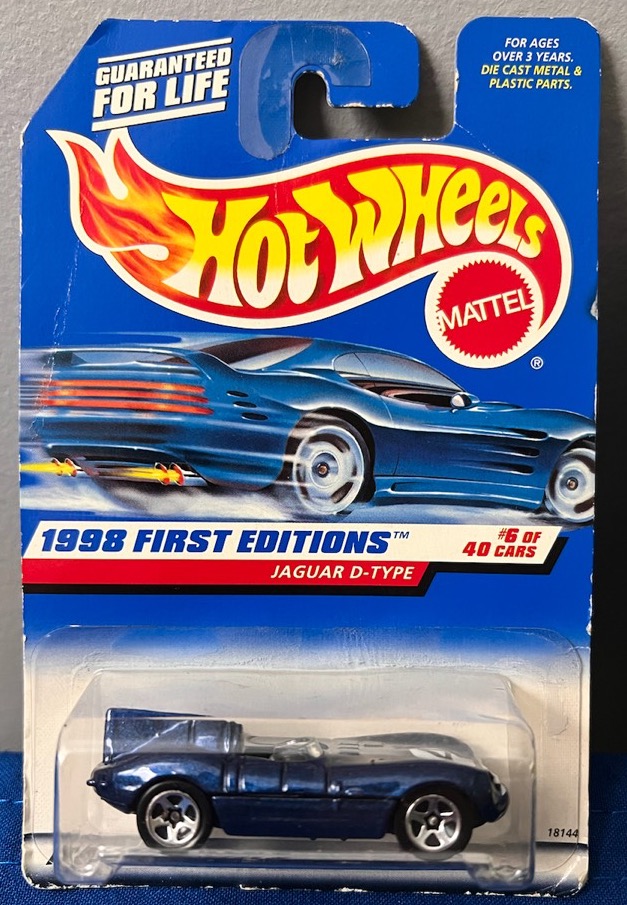 GUARANTEED
FOR LIFE
FOR AGES
OVER 3 YEARS.
DIE CAST METAL &
PLASTIC PARTS.
HOT WHEELS
MATTEL
®
1998 FIRST EDITIONS™
#6 OF
40 CARS
JAGUAR D-TYPE
18144